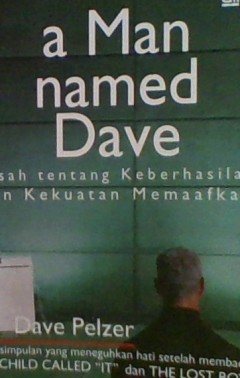 a Man
named
Dave
sah tentang Keberhasila
n Kekuatan Memaafka
Dave Pelzer
simpulan yang meneguhkan hati setelah membac
CHILD CALLED "IT" dan THE LOST BO